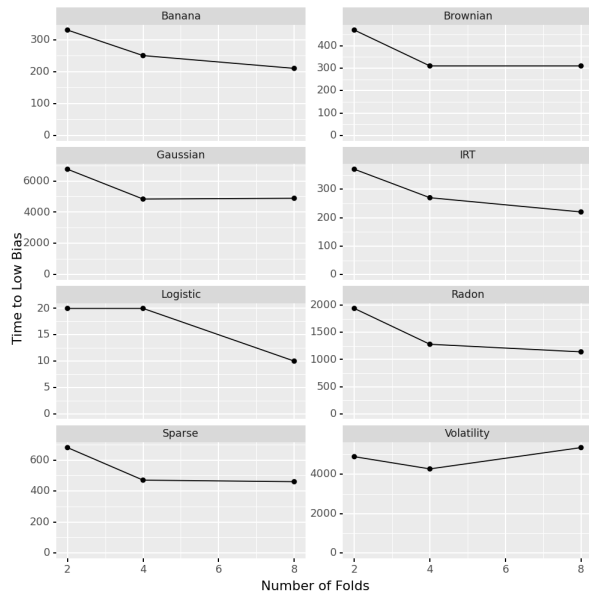 Banana
Brownian
300
200
100
0
400
300
200
100
0
Gaussian
IRT
6000
4000
2000
0
300
200
100
0
Logistic
Radon
20
15
10
5
0
2000
1500
1000
500
0
Sparse
Volatility
600
400
200
0
4000
2000
0
2 4 6 8
2 4 6 8
Time to Low Bias
Number of Folds